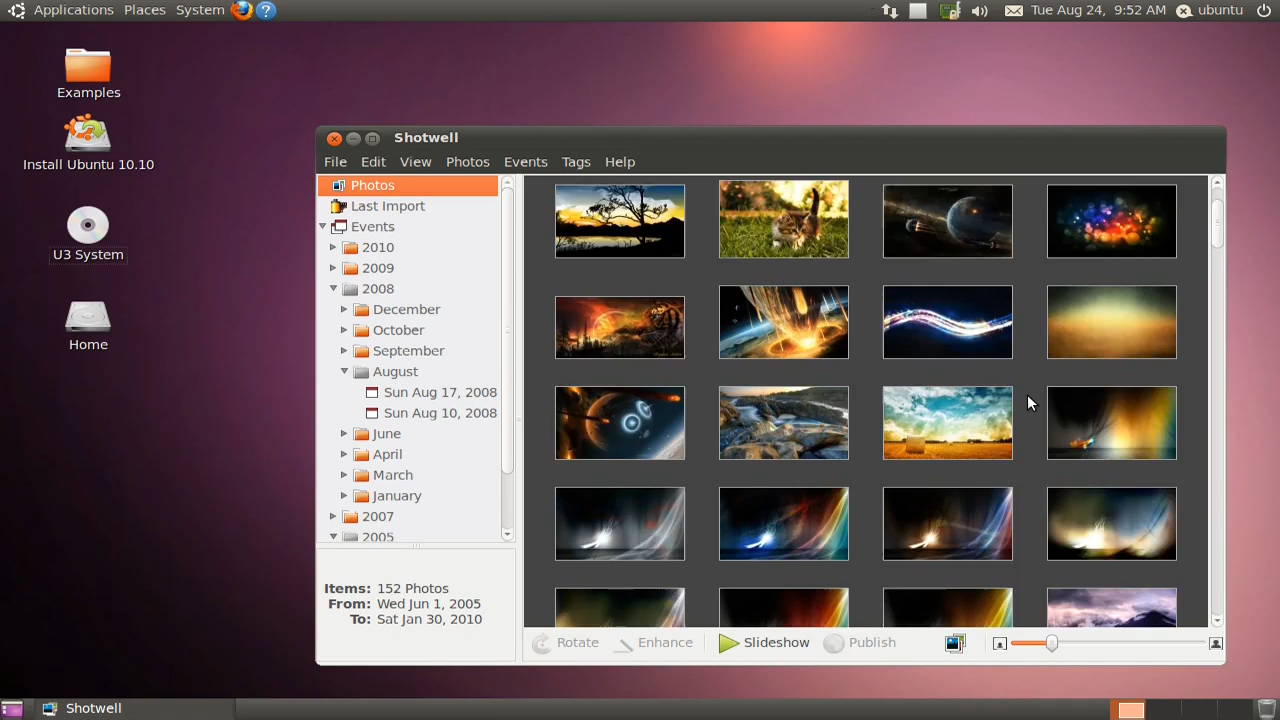 Applications Places System Tue Aug 24, 9:52 AM ubuntu
Examples
Install Ubuntu 10.10
U3 System
Home
Shotwell
File Edit View Photos Events Tags Help
Photos
Last Import
Events
2010
2009
2008
December
October
September
August
Sun Aug 17, 2008
Sun Aug 10, 2008
June
April
March
January
2007
2005
Items: 152 Photos
From: Wed Jun 1, 2005
To: Sat Jan 30, 2010
Rotate Enhance Slideshow Publish
Shotwell